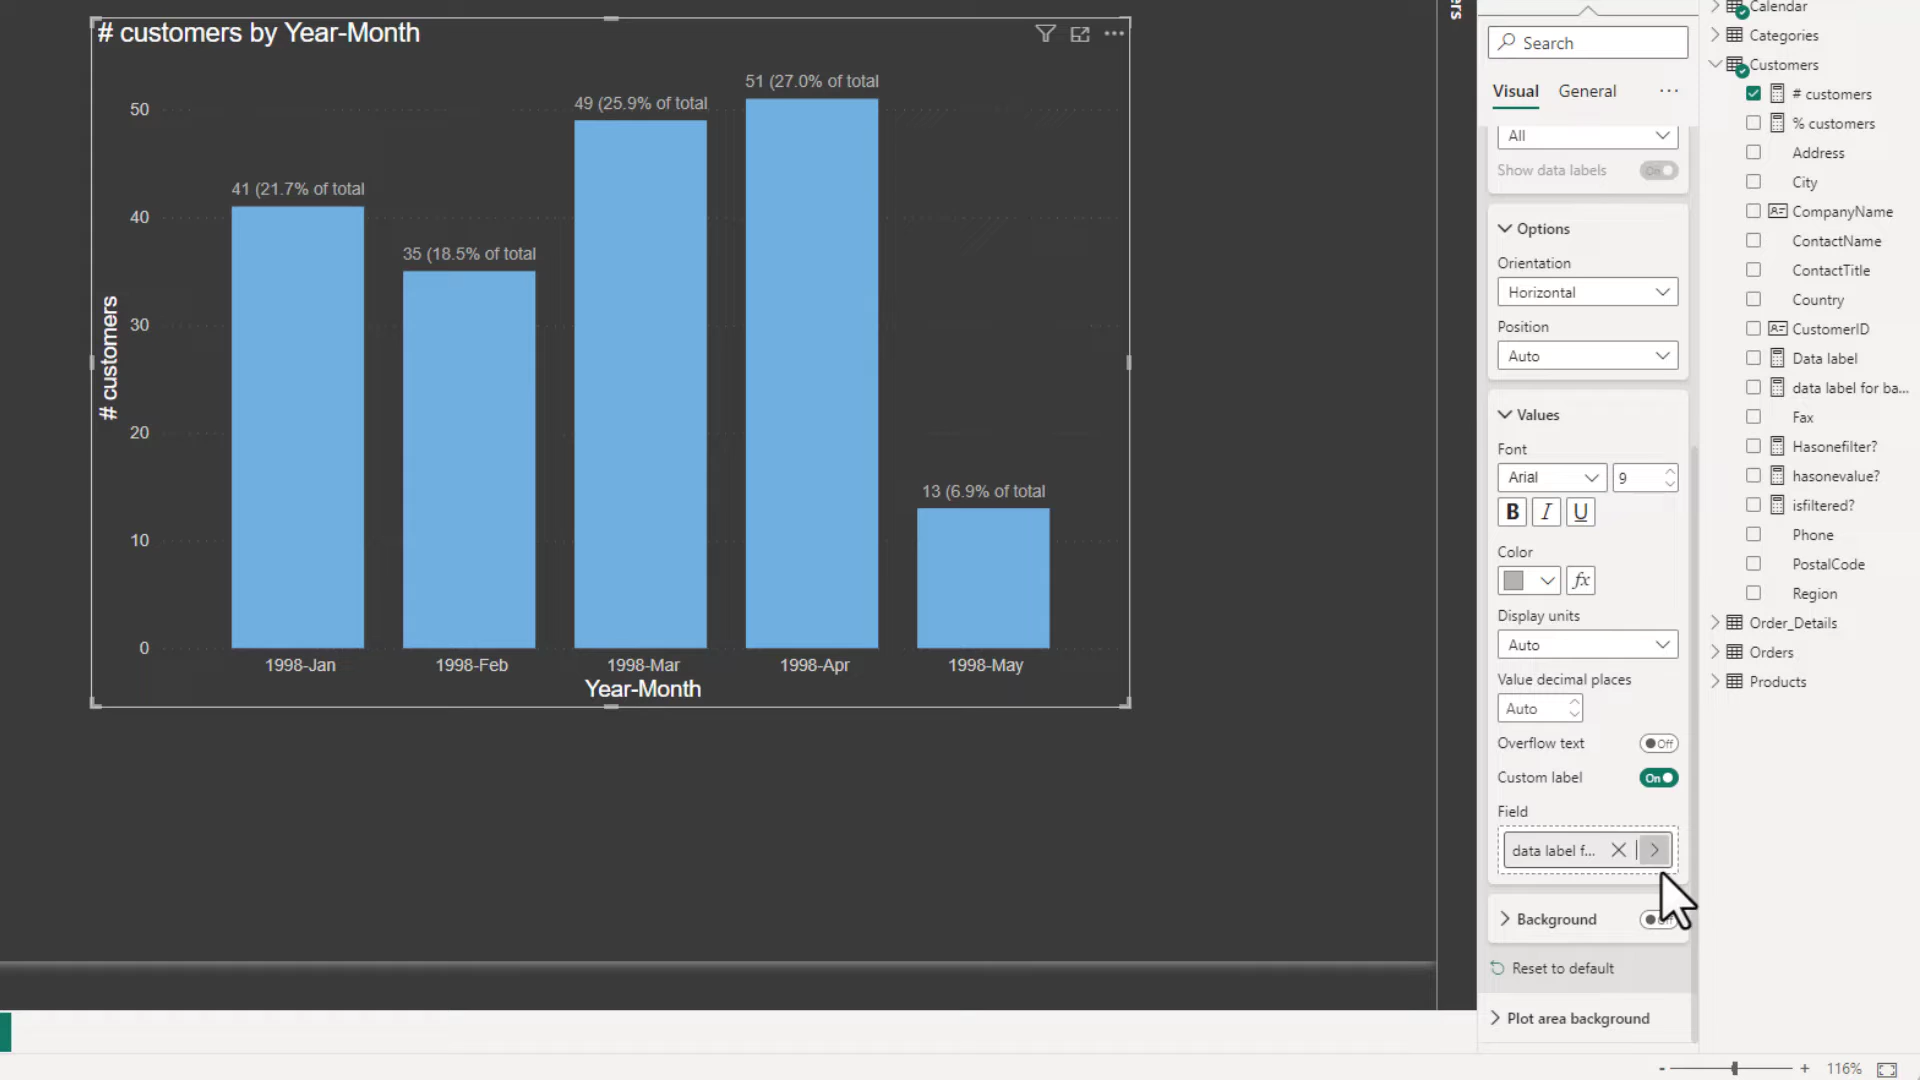 # customers by Year-Month
51 (27.0% of total
49 (25.9% of total
41 (21.7% of total
35 (18.5% of total
13 (6.9% of total
50
40
30
20
10
0
# customers
1998-Jan
1998-Feb
1998-Mar
1998-Apr
1998-May
Year-Month
ers
Search
Visual
General
All
Show data labels
On
Options
Orientation
Horizontal
Position
Auto
Values
Font
Arial
9
B
I
U
Color
fx
Display units
Auto
Value decimal places
Auto
Overflow text
Off
Custom label
On
Field
data label f...
Background
Reset to default
Plot area background
Calendar
Categories
Customers
# customers
% customers
Address
City
CompanyName
ContactName
ContactTitle
Country
CustomerID
Data label
data label for ba...
Fax
Hasonefilter?
hasonevalue?
isfiltered?
Phone
PostalCode
Region
Order_Details
Orders
Products
- + 116%